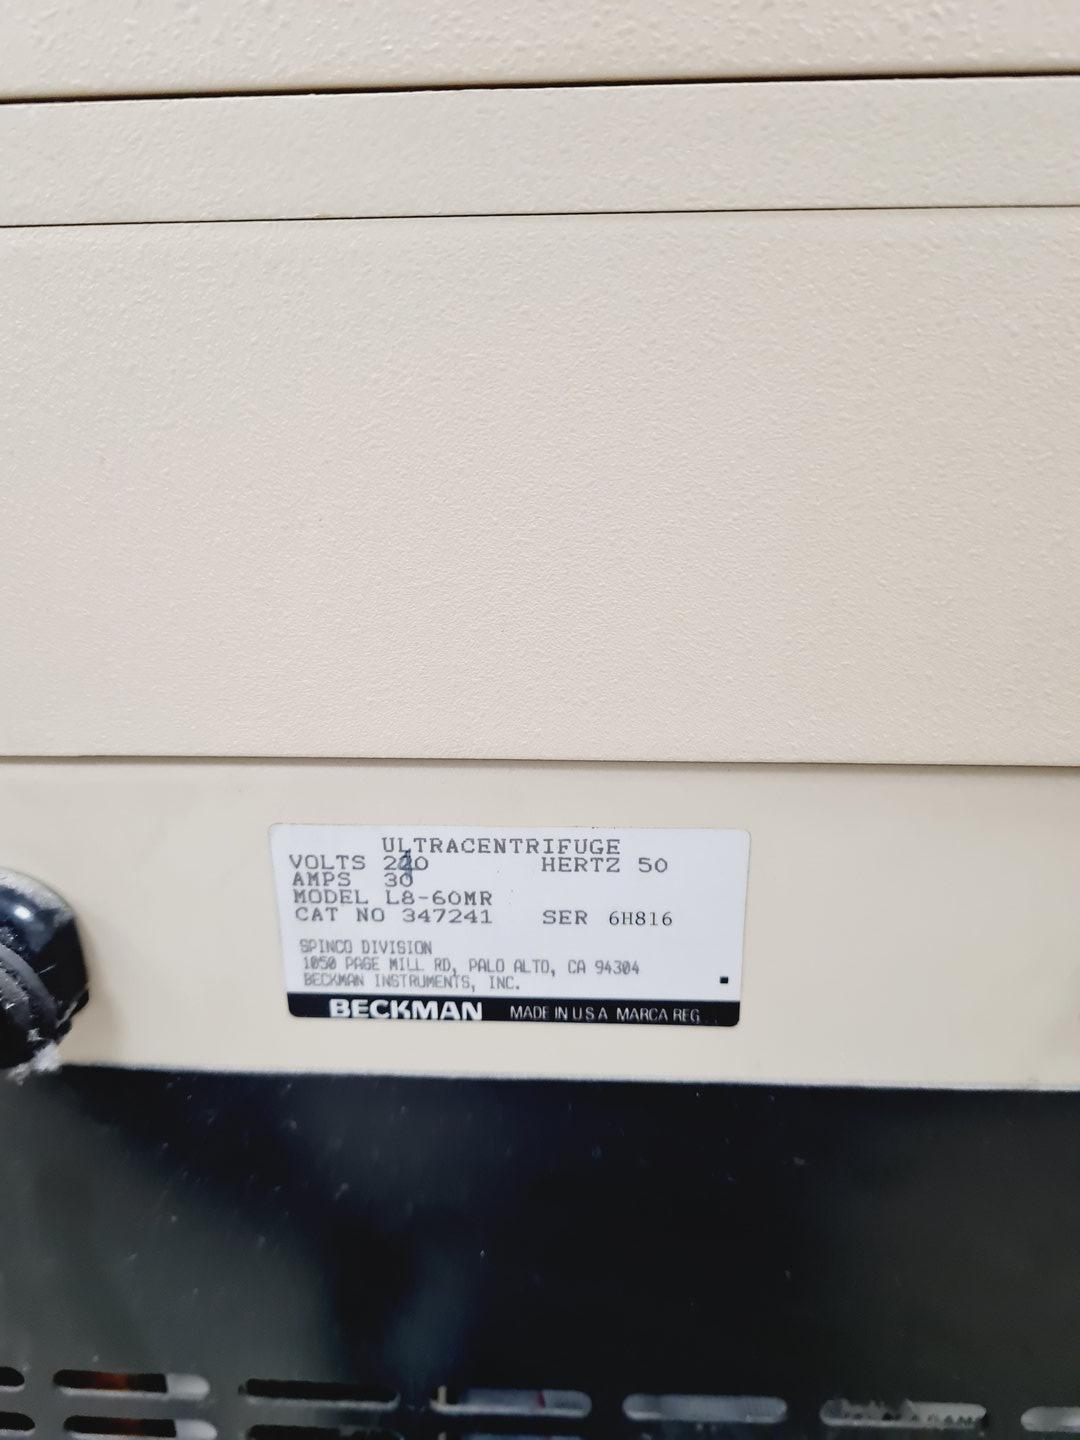 ULTRACENTRIFUGE
VOLTS HERTZ 50
AMPS 30
MODEL L8-60MR
CAT NO 347241 SER 6H816
SPINCO DIVISION
1050 PAGE MILL RD, PALO ALTO, CA 94304
BECKMAN INSTRUMENTS, INC.
BECKMAN MADE IN U S A MARCA REG